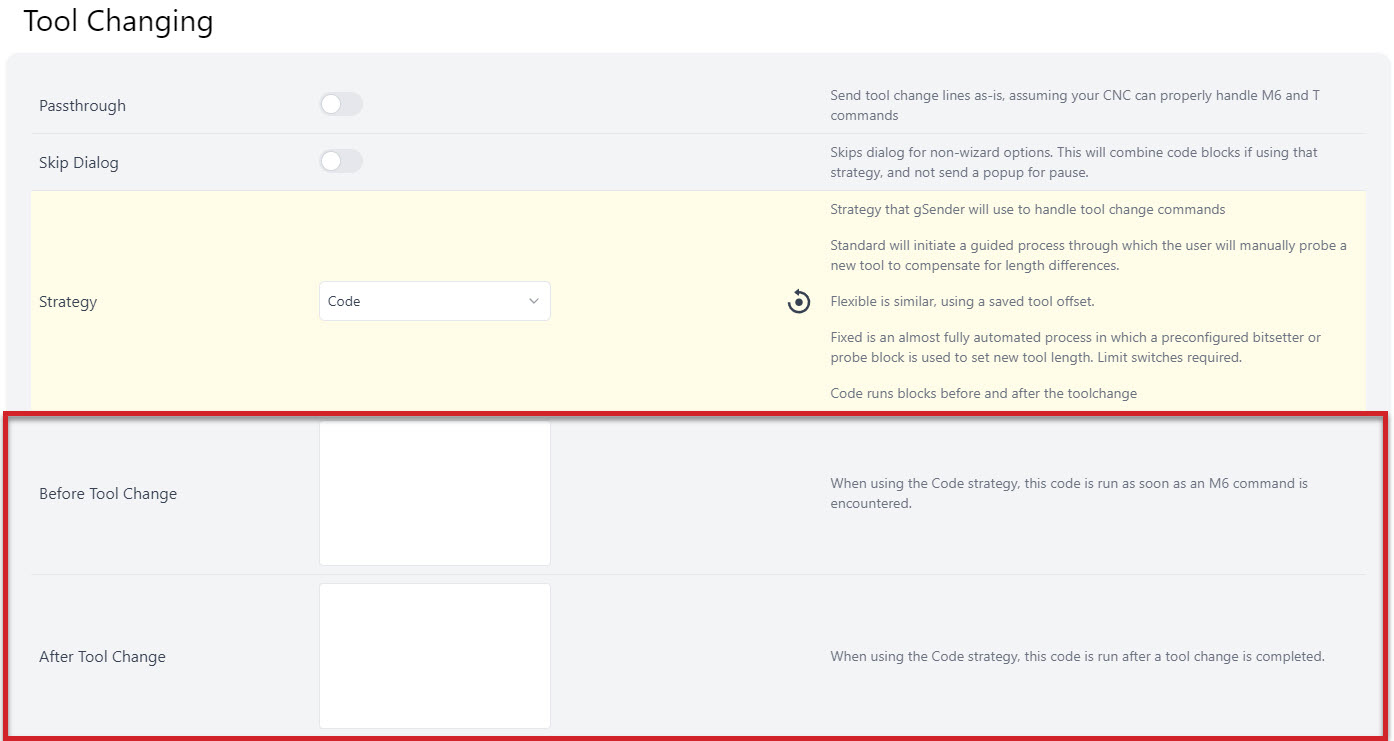 Tool Changing
Passthrough
Send tool change lines as-is, assuming your CNC can properly handle M6 and T
commands
Skip Dialog
Skips dialog for non-wizard options. This will combine code blocks if using that
strategy, and not send a popup for pause.
Strategy
Code
Strategy that gSender will use to handle tool change commands
Standard will initiate a guided process through which the user will manually probe a
new tool to compensate for length differences.
Flexible is similar, using a saved tool offset.
Fixed is an almost fully automated process in which a preconfigured bitsetter or
probe block is used to set new tool length. Limit switches required.
Code runs blocks before and after the toolchange
Before Tool Change
When using the Code strategy, this code is run as soon as an M6 command is
encountered.
After Tool Change
When using the Code strategy, this code is run after a tool change is completed.